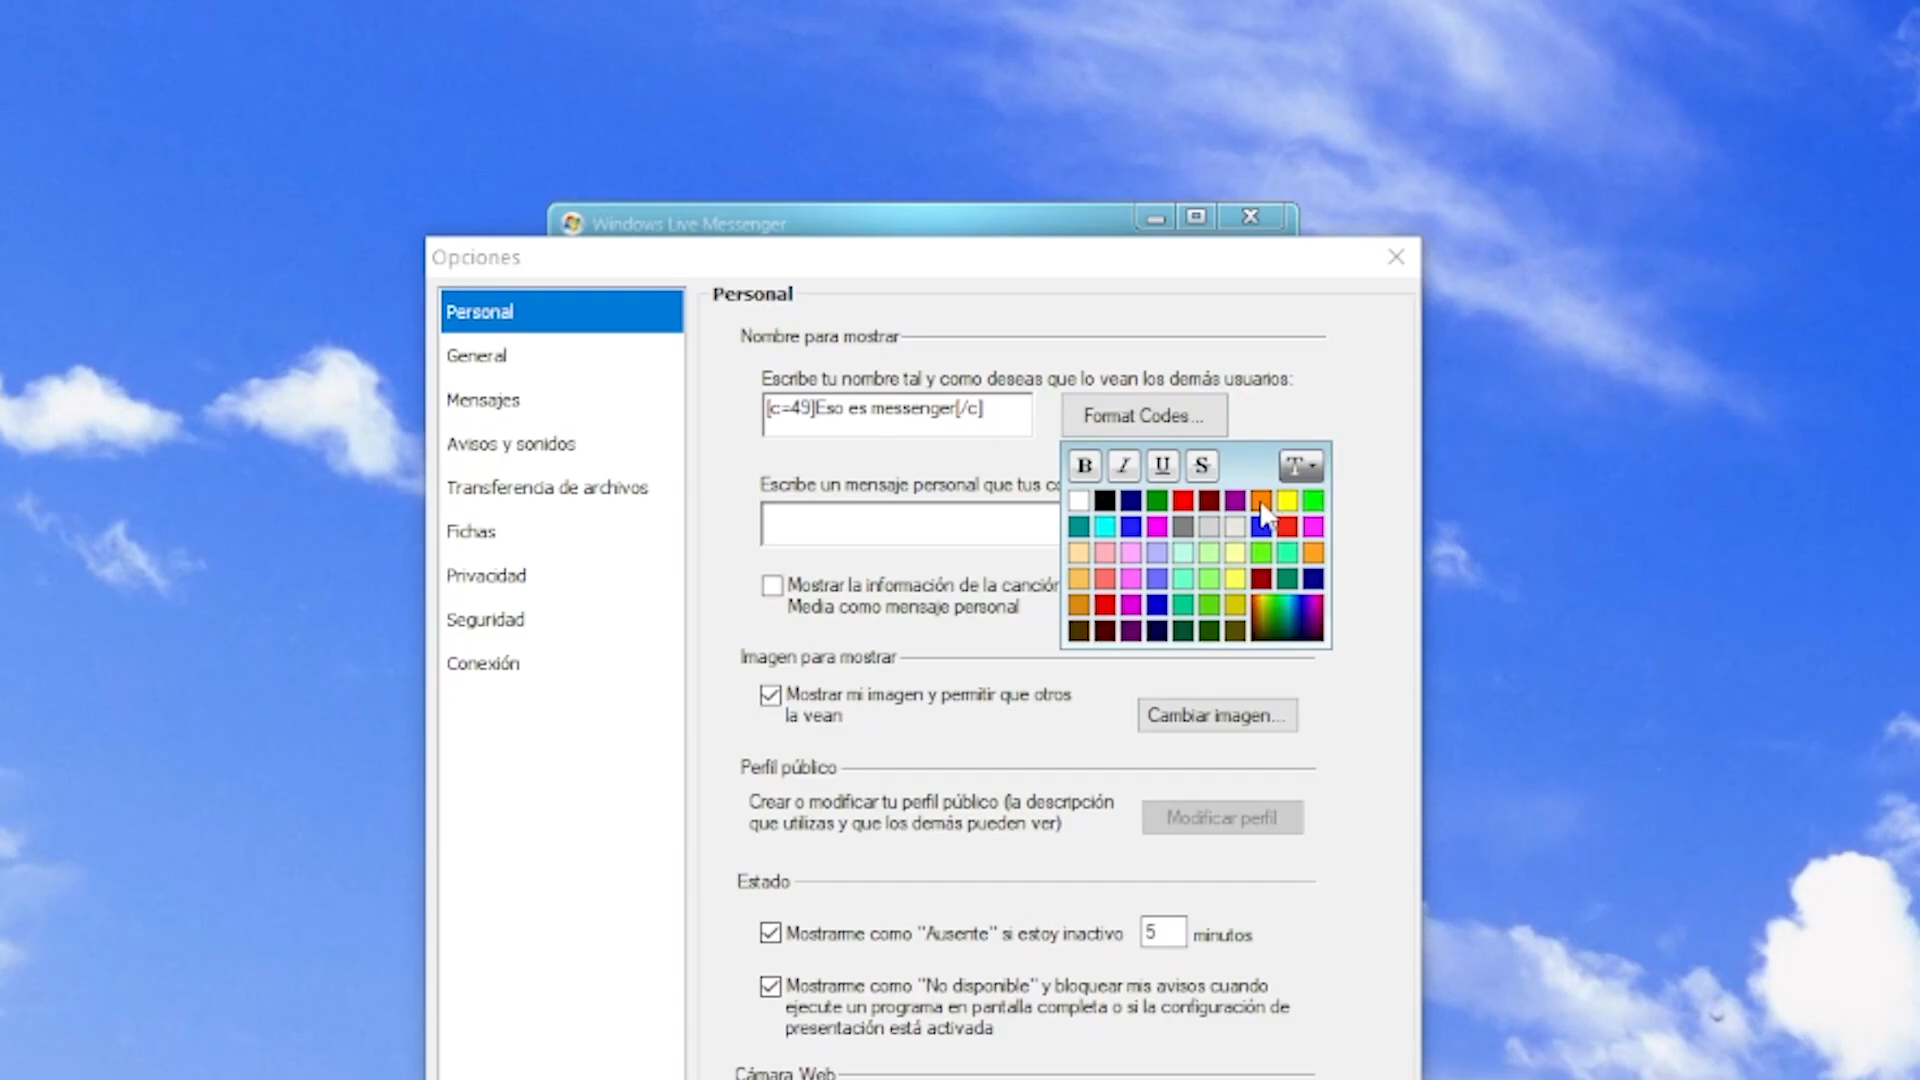 Windows Live Messenger
Opciones
Personal
General
Mensajes
Avisos y sonidos
Transferencia de archivos
Fichas
Privacidad
Seguridad
Conexión
Personal
Nombre para mostrar
Escribe tu nombre tal y como deseas que lo vean los demás usuarios:
[c=49]Eso es messenger[/c]
Format Codes...
B I U S T
Escribe un mensaje personal que tus co
Mostrar la información de la canción
Media como mensaje personal
Imagen para mostrar
Mostrar mi imagen y permitir que otros
la vean
Cambiar imagen...
Perfil público
Crear o modificar tu perfil público (la descripción
que utilizas y que los demás pueden ver)
Modificar perfil
Estado
Mostrarme como "Ausente" si estoy inactivo 5 minutos
Mostrarme como "No disponible" y bloquear mis avisos cuando
ejecute un programa en pantalla completa o si la configuración de
presentación está activada
Cámara Web